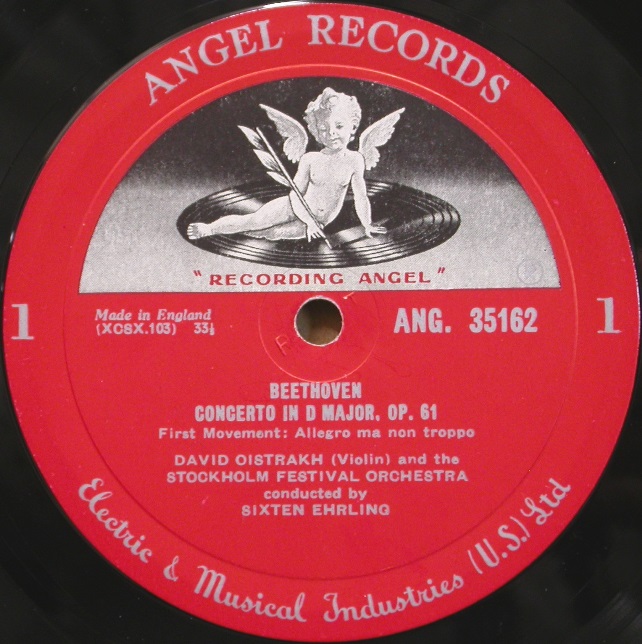 ANGEL RECORDS
"RECORDING ANGEL"
1
Made in England
(XCSX.103) 33⅓
ANG. 35162
1
BEETHOVEN
CONCERTO IN D MAJOR, OP. 61
First Movement: Allegro ma non troppo
DAVID OISTRAKH (Violin) and the
STOCKHOLM FESTIVAL ORCHESTRA
conducted by
SIXTEN EHRLING
Electric & Musical Industries (U.S.) Ltd